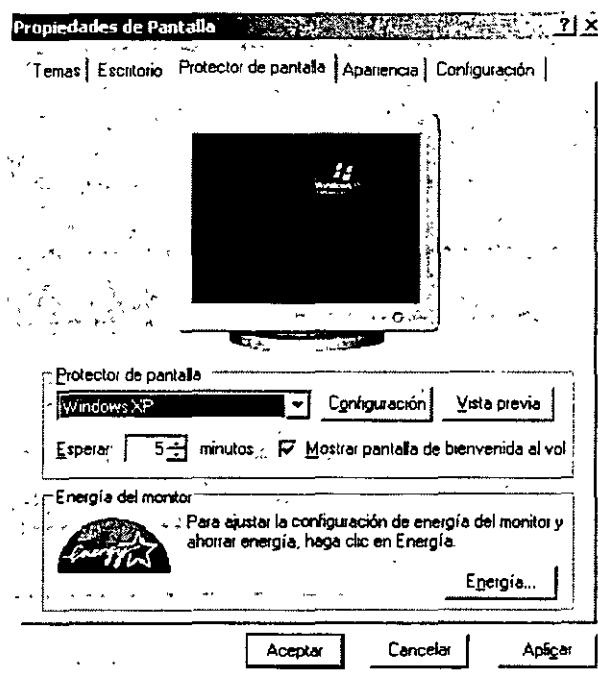 Propiedades de Pantalla ? X
Temas Escritorio Protector de pantalla Apariencia Configuración
Windows
Protector de pantalla
Windows XP Configuración Vista previa
Esperar 5 minutos Mostrar pantalla de bienvenida al vol
Energía del monitor
Para ajustar la configuración de energía del monitor y
ahorrar energía, haga clic en Energía.
Energy
Energía...
Aceptar Cancelar Aplicar